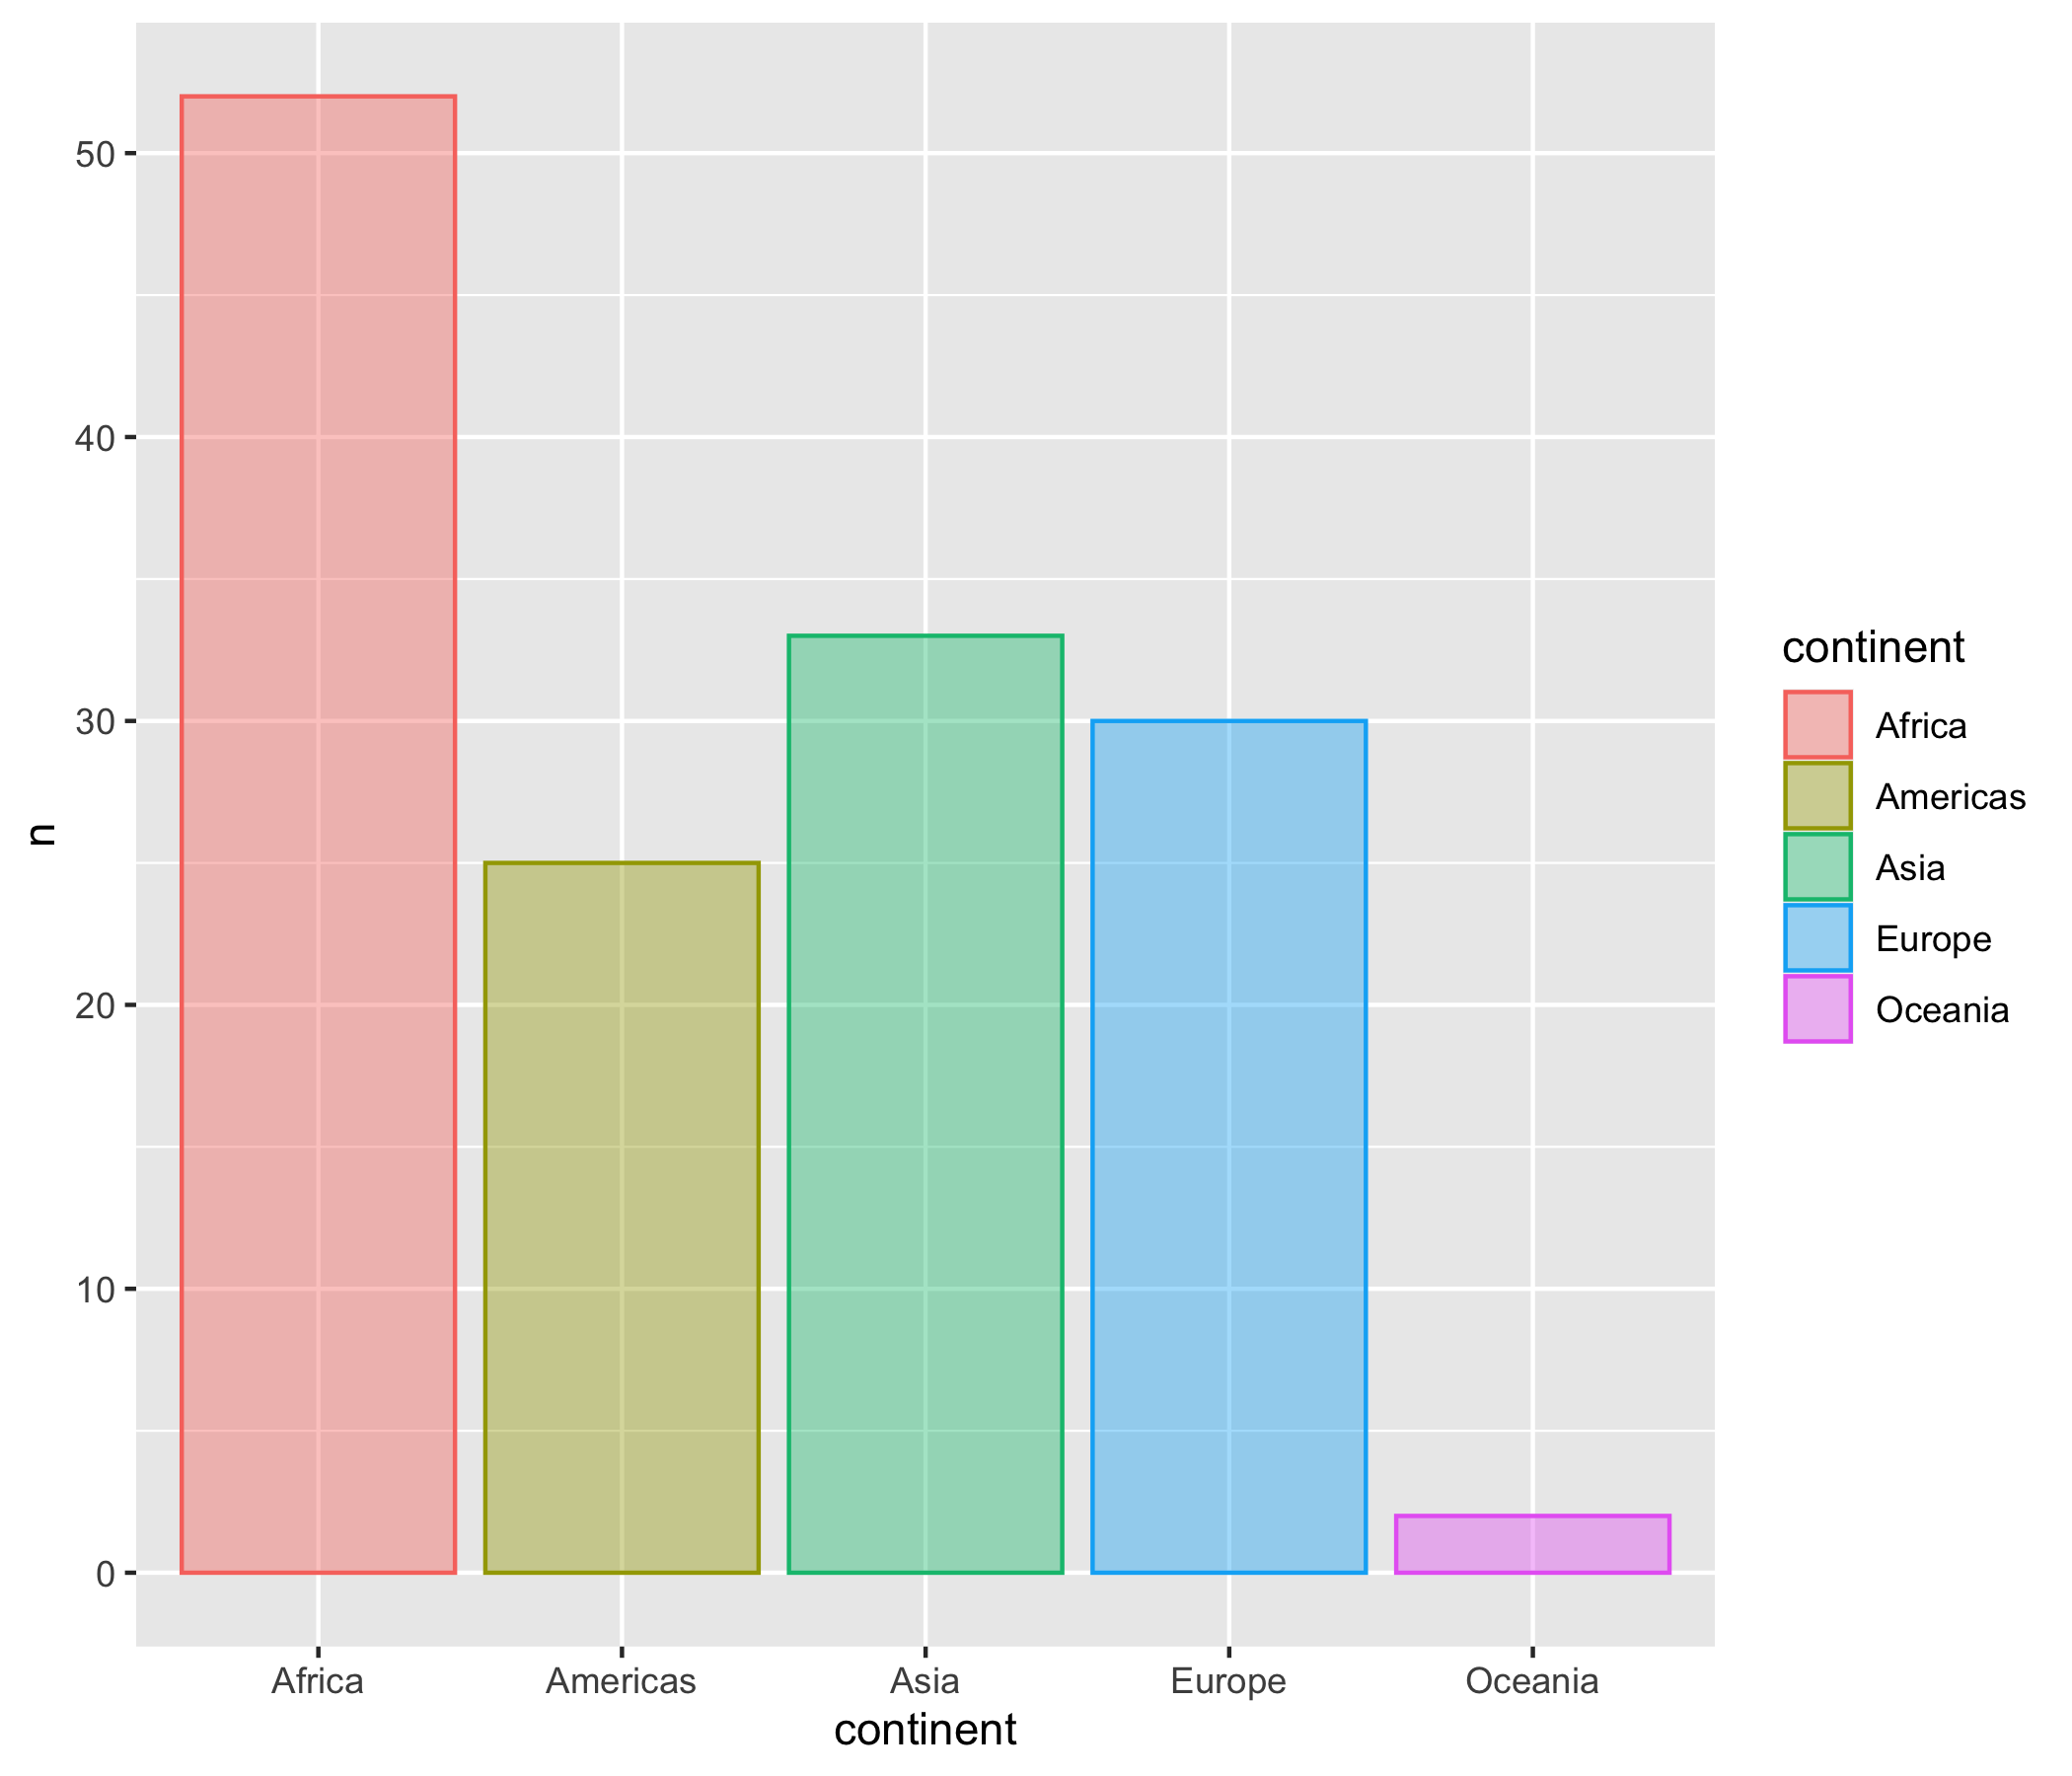 n
50
40
30
20
10
0
Africa Americas Asia Europe Oceania
continent
continent
Africa
Americas
Asia
Europe
Oceania